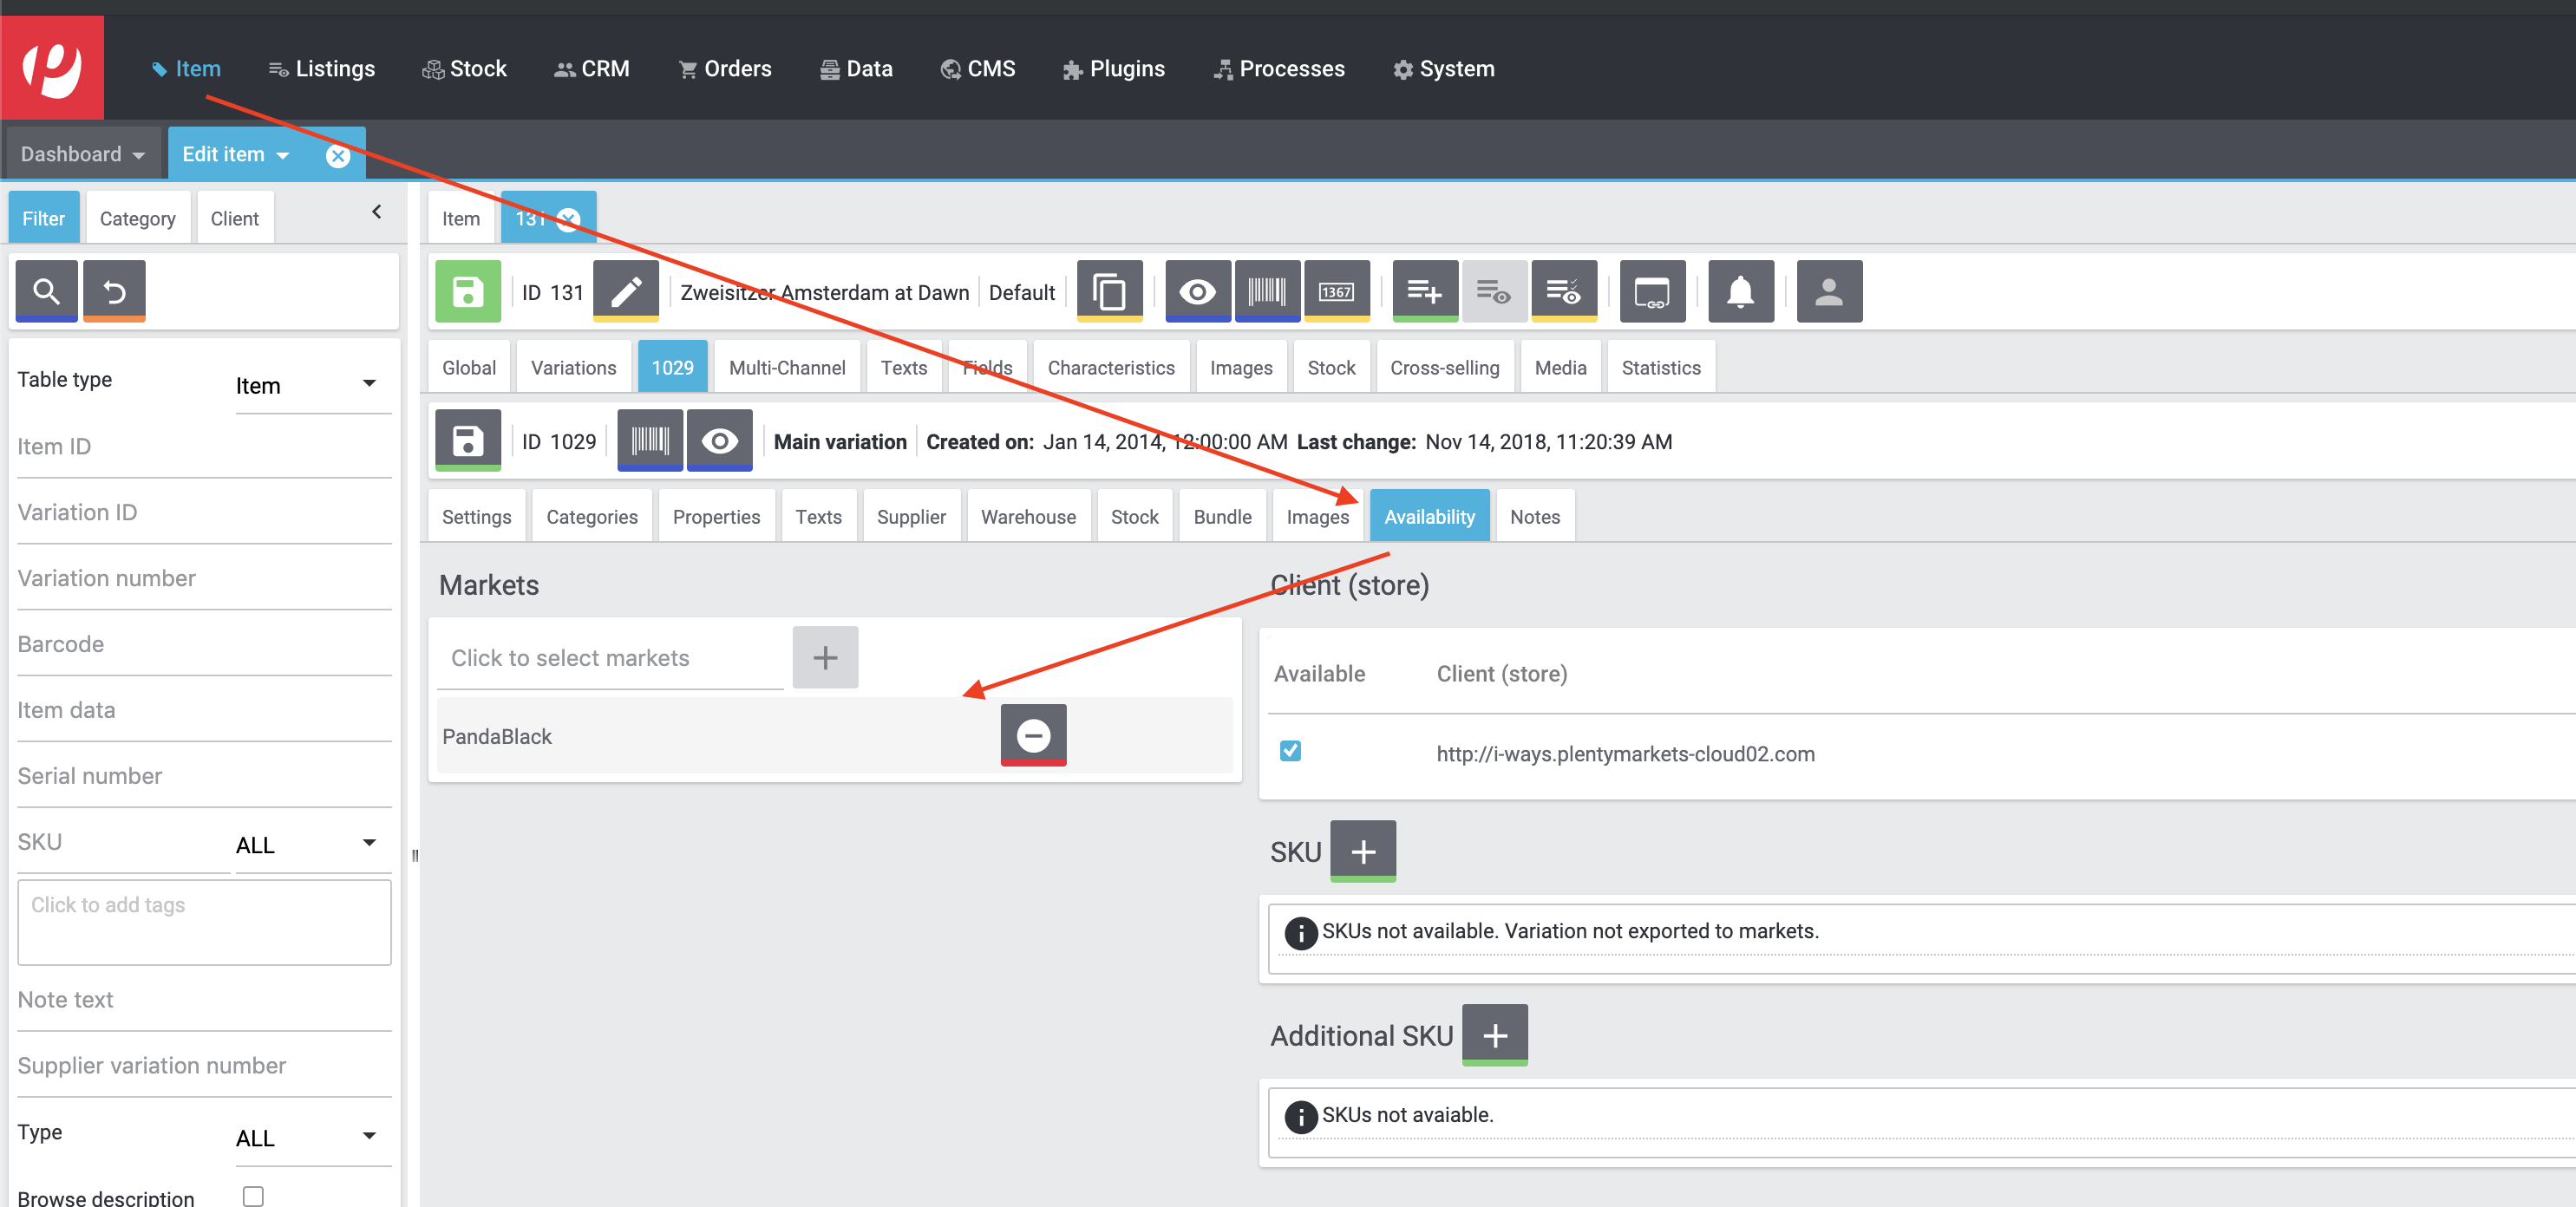 Item Listings Stock CRM Orders Data CMS Plugins Processes System
Dashboard Edit item
Filter Category Client
Item 131
ID 131 Zweisitzer Amsterdam at Dawn Default 1367
Global Variations 1029 Multi-Channel Texts Fields Characteristics Images Stock Cross-selling Media Statistics
ID 1029 Main variation Created on: Jan 14, 2014, 12:00:00 AM Last change: Nov 14, 2018, 11:20:39 AM
Settings Categories Properties Texts Supplier Warehouse Stock Bundle Images Availability Notes
Table type Item
Item ID
Variation ID
Variation number
Barcode
Item data
Serial number
SKU ALL
Click to add tags
Note text
Supplier variation number
Type ALL
Browse description
Markets
Click to select markets
PandaBlack
Client (store)
Available Client (store)
http://i-ways.plentymarkets-cloud02.com
SKU
SKUs not available. Variation not exported to markets.
Additional SKU
SKUs not avaiable.